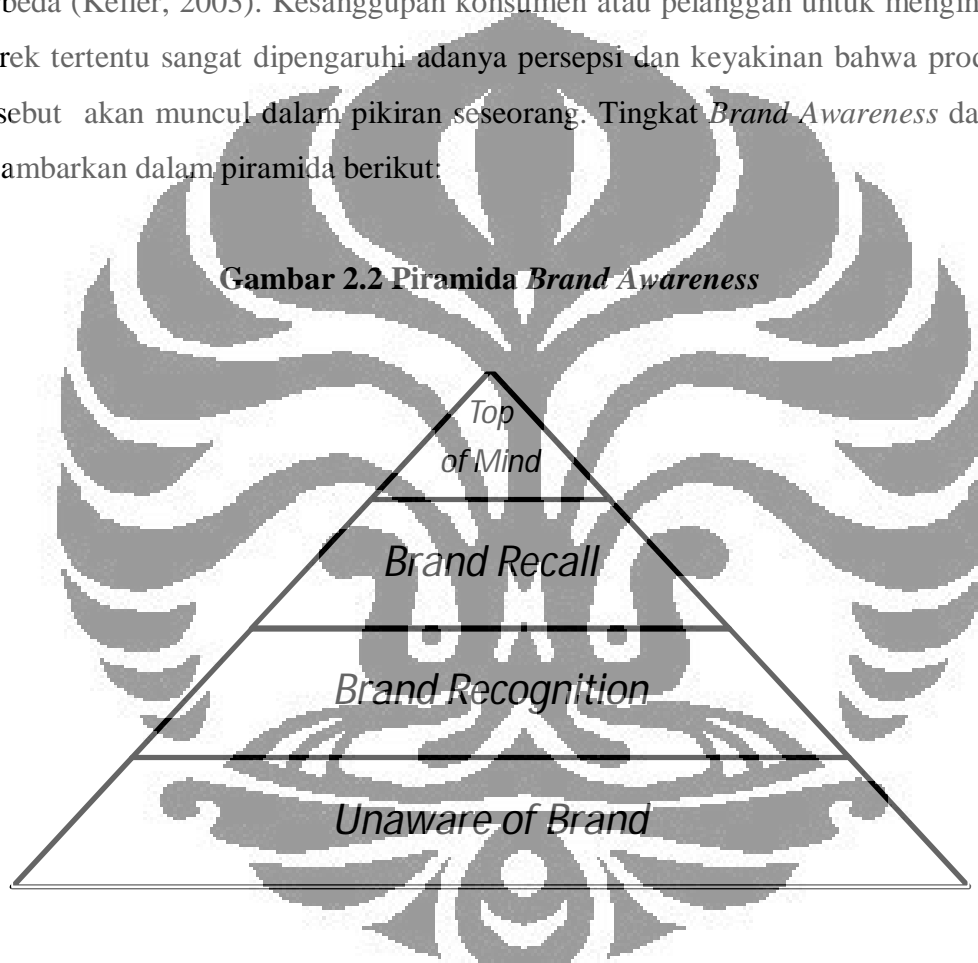 beda (Keller, 2003). Kesanggupan konsumen atau pelanggan untuk mengin
rek tertentu sangat dipengaruhi adanya persepsi dan keyakinan bahwa prod
sebut akan muncul dalam pikiran seseorang. Tingkat Brand Awareness da
ambarkan dalam piramida berikut:
Gambar 2.2 Piramida Brand Awareness
Top
of Mind
Brand Recall
Brand Recognition
Unaware of Brand